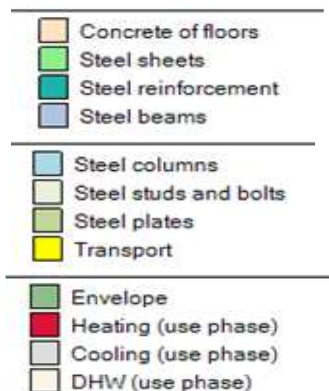 Concrete of floors
Steel sheets
Steel reinforcement
Steel beams
Steel columns
Steel studs and bolts
Steel plates
Transport
Envelope
Heating (use phase)
Cooling (use phase)
DHW (use phase)